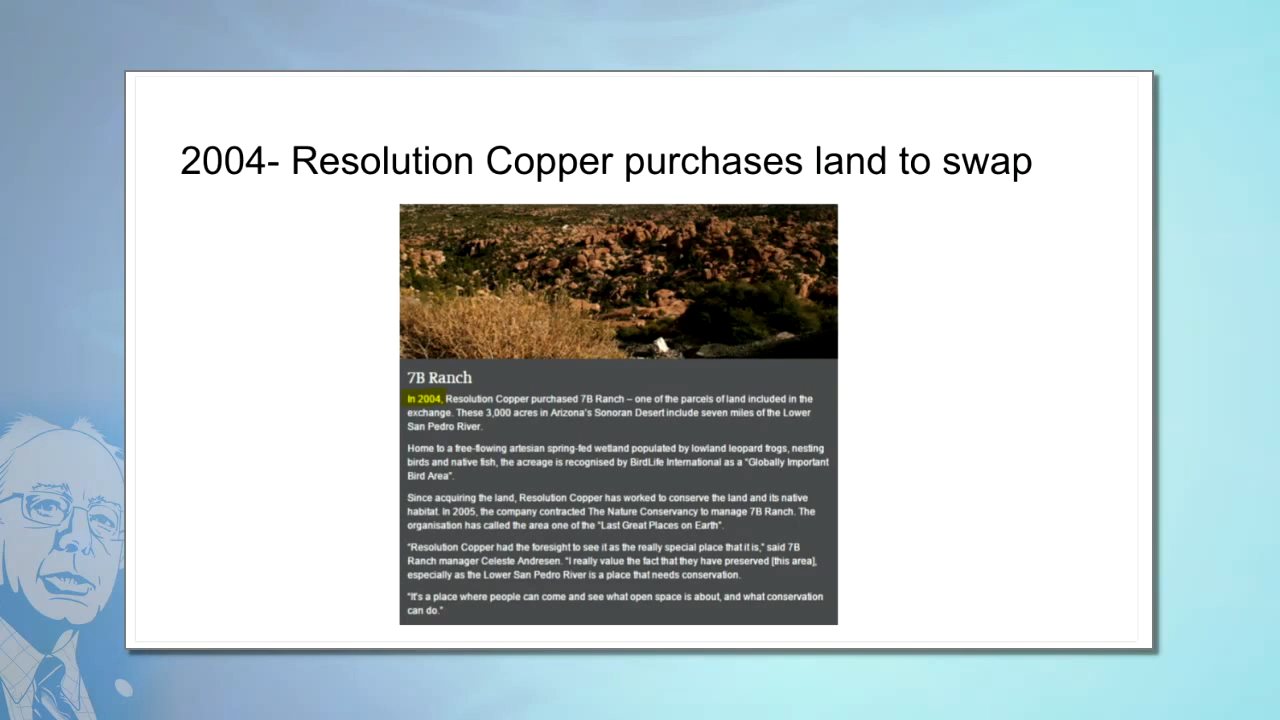 2004- Resolution Copper purchases land to swap
7B Ranch
In 2004, Resolution Copper purchased 7B Ranch – one of the parcels of land included in the
exchange. These 3,000 acres in Arizona's Sonoran Desert include seven miles of the Lower
San Pedro River.
Home to a free-flowing artesian spring-fed wetland populated by lowland leopard frogs, nesting
birds and native fish, the acreage is recognised by BirdLife International as a "Globally Important
Bird Area".
Since acquiring the land, Resolution Copper has worked to conserve the land and its native
habitat. In 2005, the company contracted The Nature Conservancy to manage 7B Ranch. The
organisation has called the area one of the "Last Great Places on Earth".
"Resolution Copper had the foresight to see it as the really special place that it is," said 7B
Ranch manager Celeste Andresen. "I really value the fact that they have preserved [this area],
especially as the Lower San Pedro River is a place that needs conservation.
"It's a place where people can come and see what open space is about, and what conservation
can do."